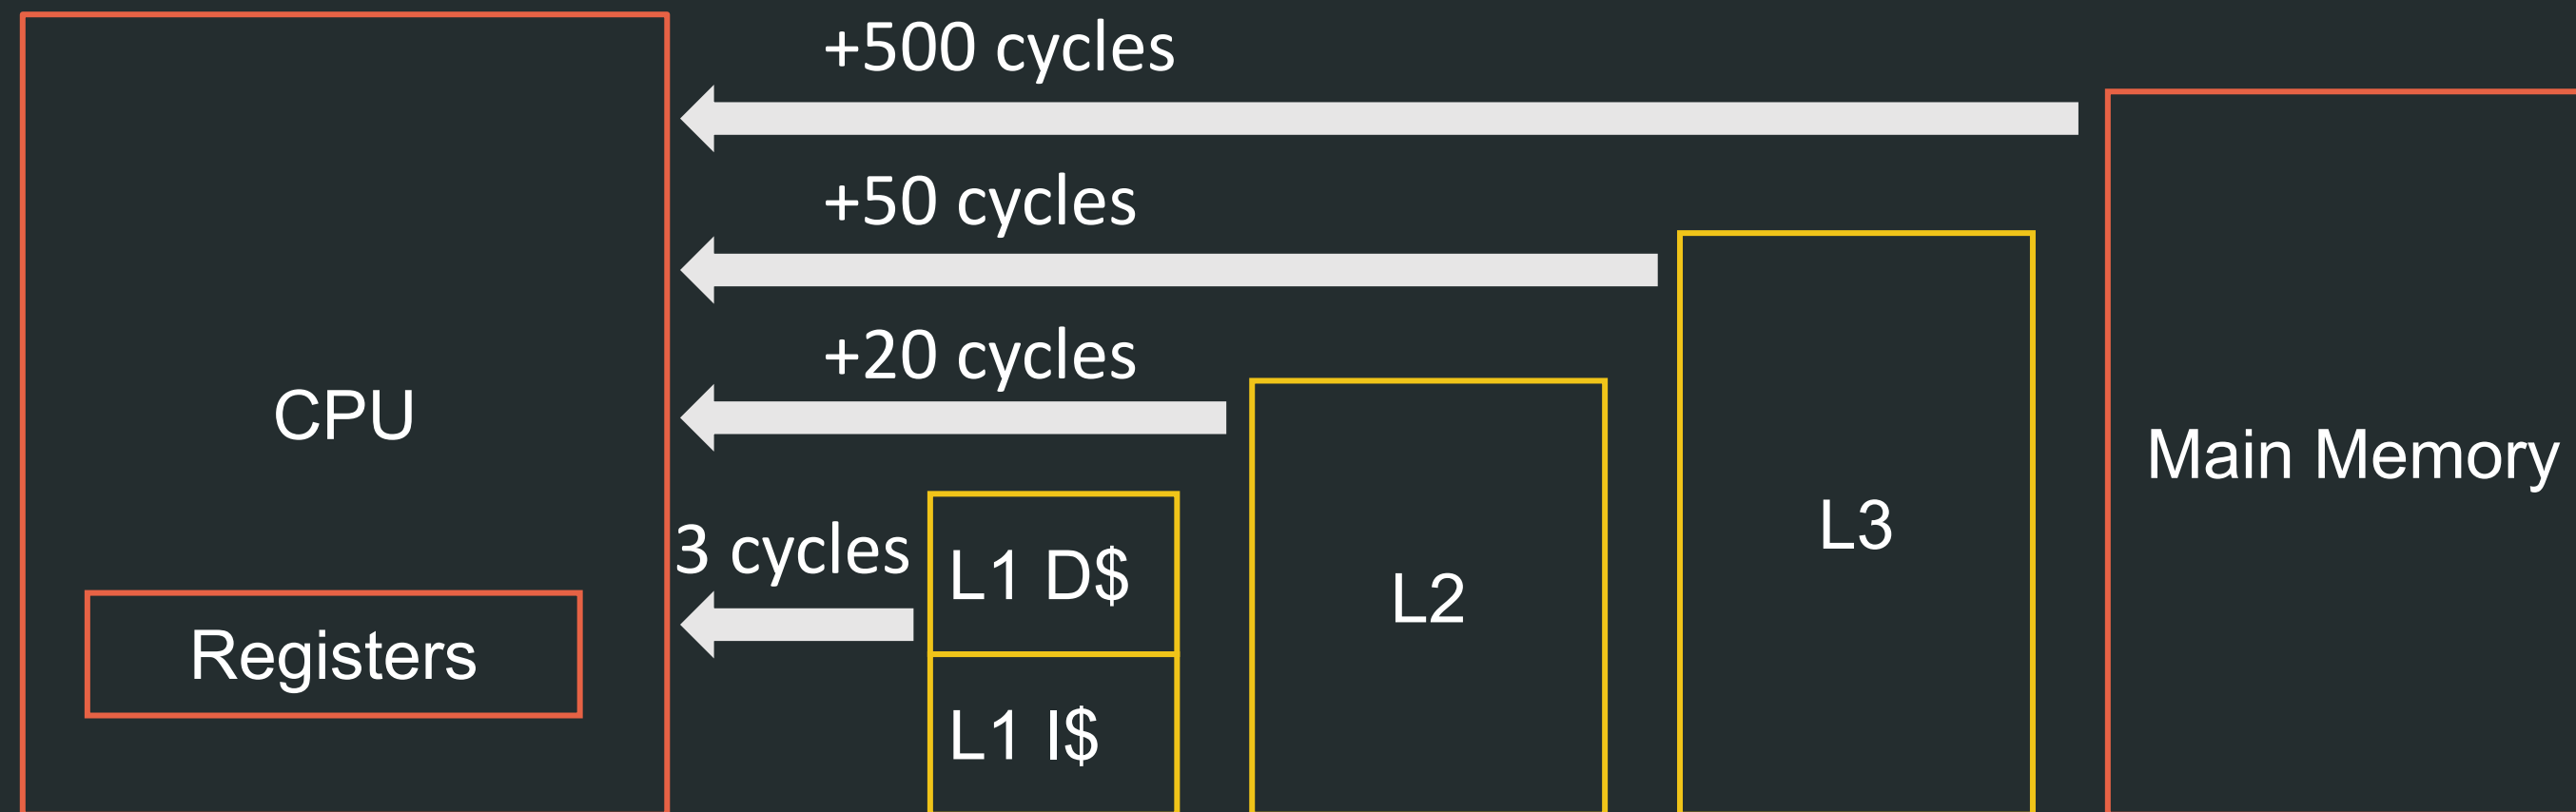 +500 cycles
+50 cycles
+20 cycles
3 cycles
CPU
Registers
L1 D$
L1 I$
L2
L3
Main Memory